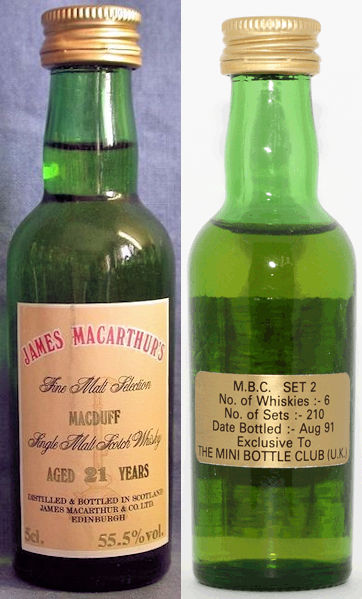 JAMES MACARTHUR'S
Fine Malt Selection
MACDUFF
Single Malt Scotch Whisky
AGED 21 YEARS
DISTILLED & BOTTLED IN SCOTLAND
JAMES MACARTHUR & CO. LTD.
EDINBURGH
5cl. 55.5%vol.
M.B.C. SET 2
No. of Whiskies :- 6
No. of Sets :- 210
Date Bottled :- Aug 91
Exclusive To
THE MINI BOTTLE CLUB (U.K.)